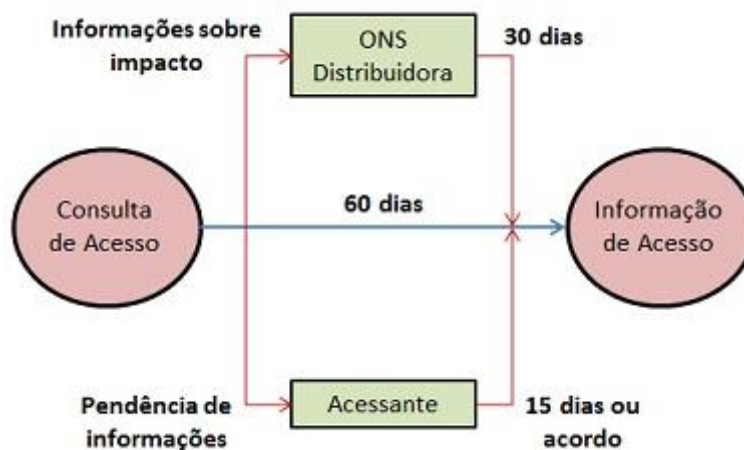 Informações sobre
impacto
ONS
Distribuidora
30 dias
Consulta
de Acesso
60 dias
Informação
de Acesso
Pendência de
informações
Acessante
15 dias ou
acordo